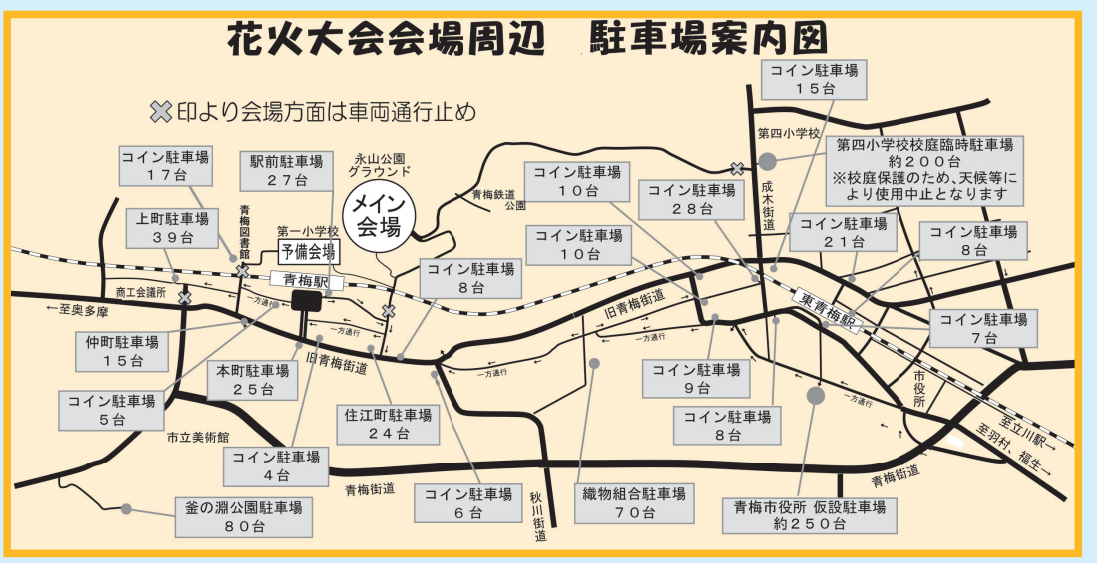 花火大会会場周辺　駐車場案内図
印より会場方面は車両通行止め
コイン駐車場
１５台
第四小学校
第四小学校校庭臨時駐車場
約２００台
※校庭保護のため、天候等に
より使用中止となります
コイン駐車場
１７台
駅前駐車場
２７台
永山公園
グラウンド
メイン
会場
上町駐車場
３９台
青梅図書館
第一小学校
予備会場
青梅鉄道
公園
コイン駐車場
１０台
コイン駐車場
２８台
成木街道
コイン駐車場
２１台
コイン駐車場
８台
コイン駐車場
１０台
コイン駐車場
８台
青梅駅
商工会議所
←至奥多摩
一方通行
一方通行
旧青梅街道
旧青梅街道
一方通行
一方通行
東青梅駅
コイン駐車場
７台
仲町駐車場
１５台
本町駐車場
２５台
コイン駐車場
５台
住江町駐車場
２４台
コイン駐車場
９台
コイン駐車場
８台
一方通行
市役所
至立川駅→
至羽村、福生→
市立美術館
コイン駐車場
４台
青梅街道
青梅街道
釜の淵公園駐車場
８０台
コイン駐車場
６台
秋川街道
織物組合駐車場
７０台
青梅市役所 仮設駐車場
約２５０台